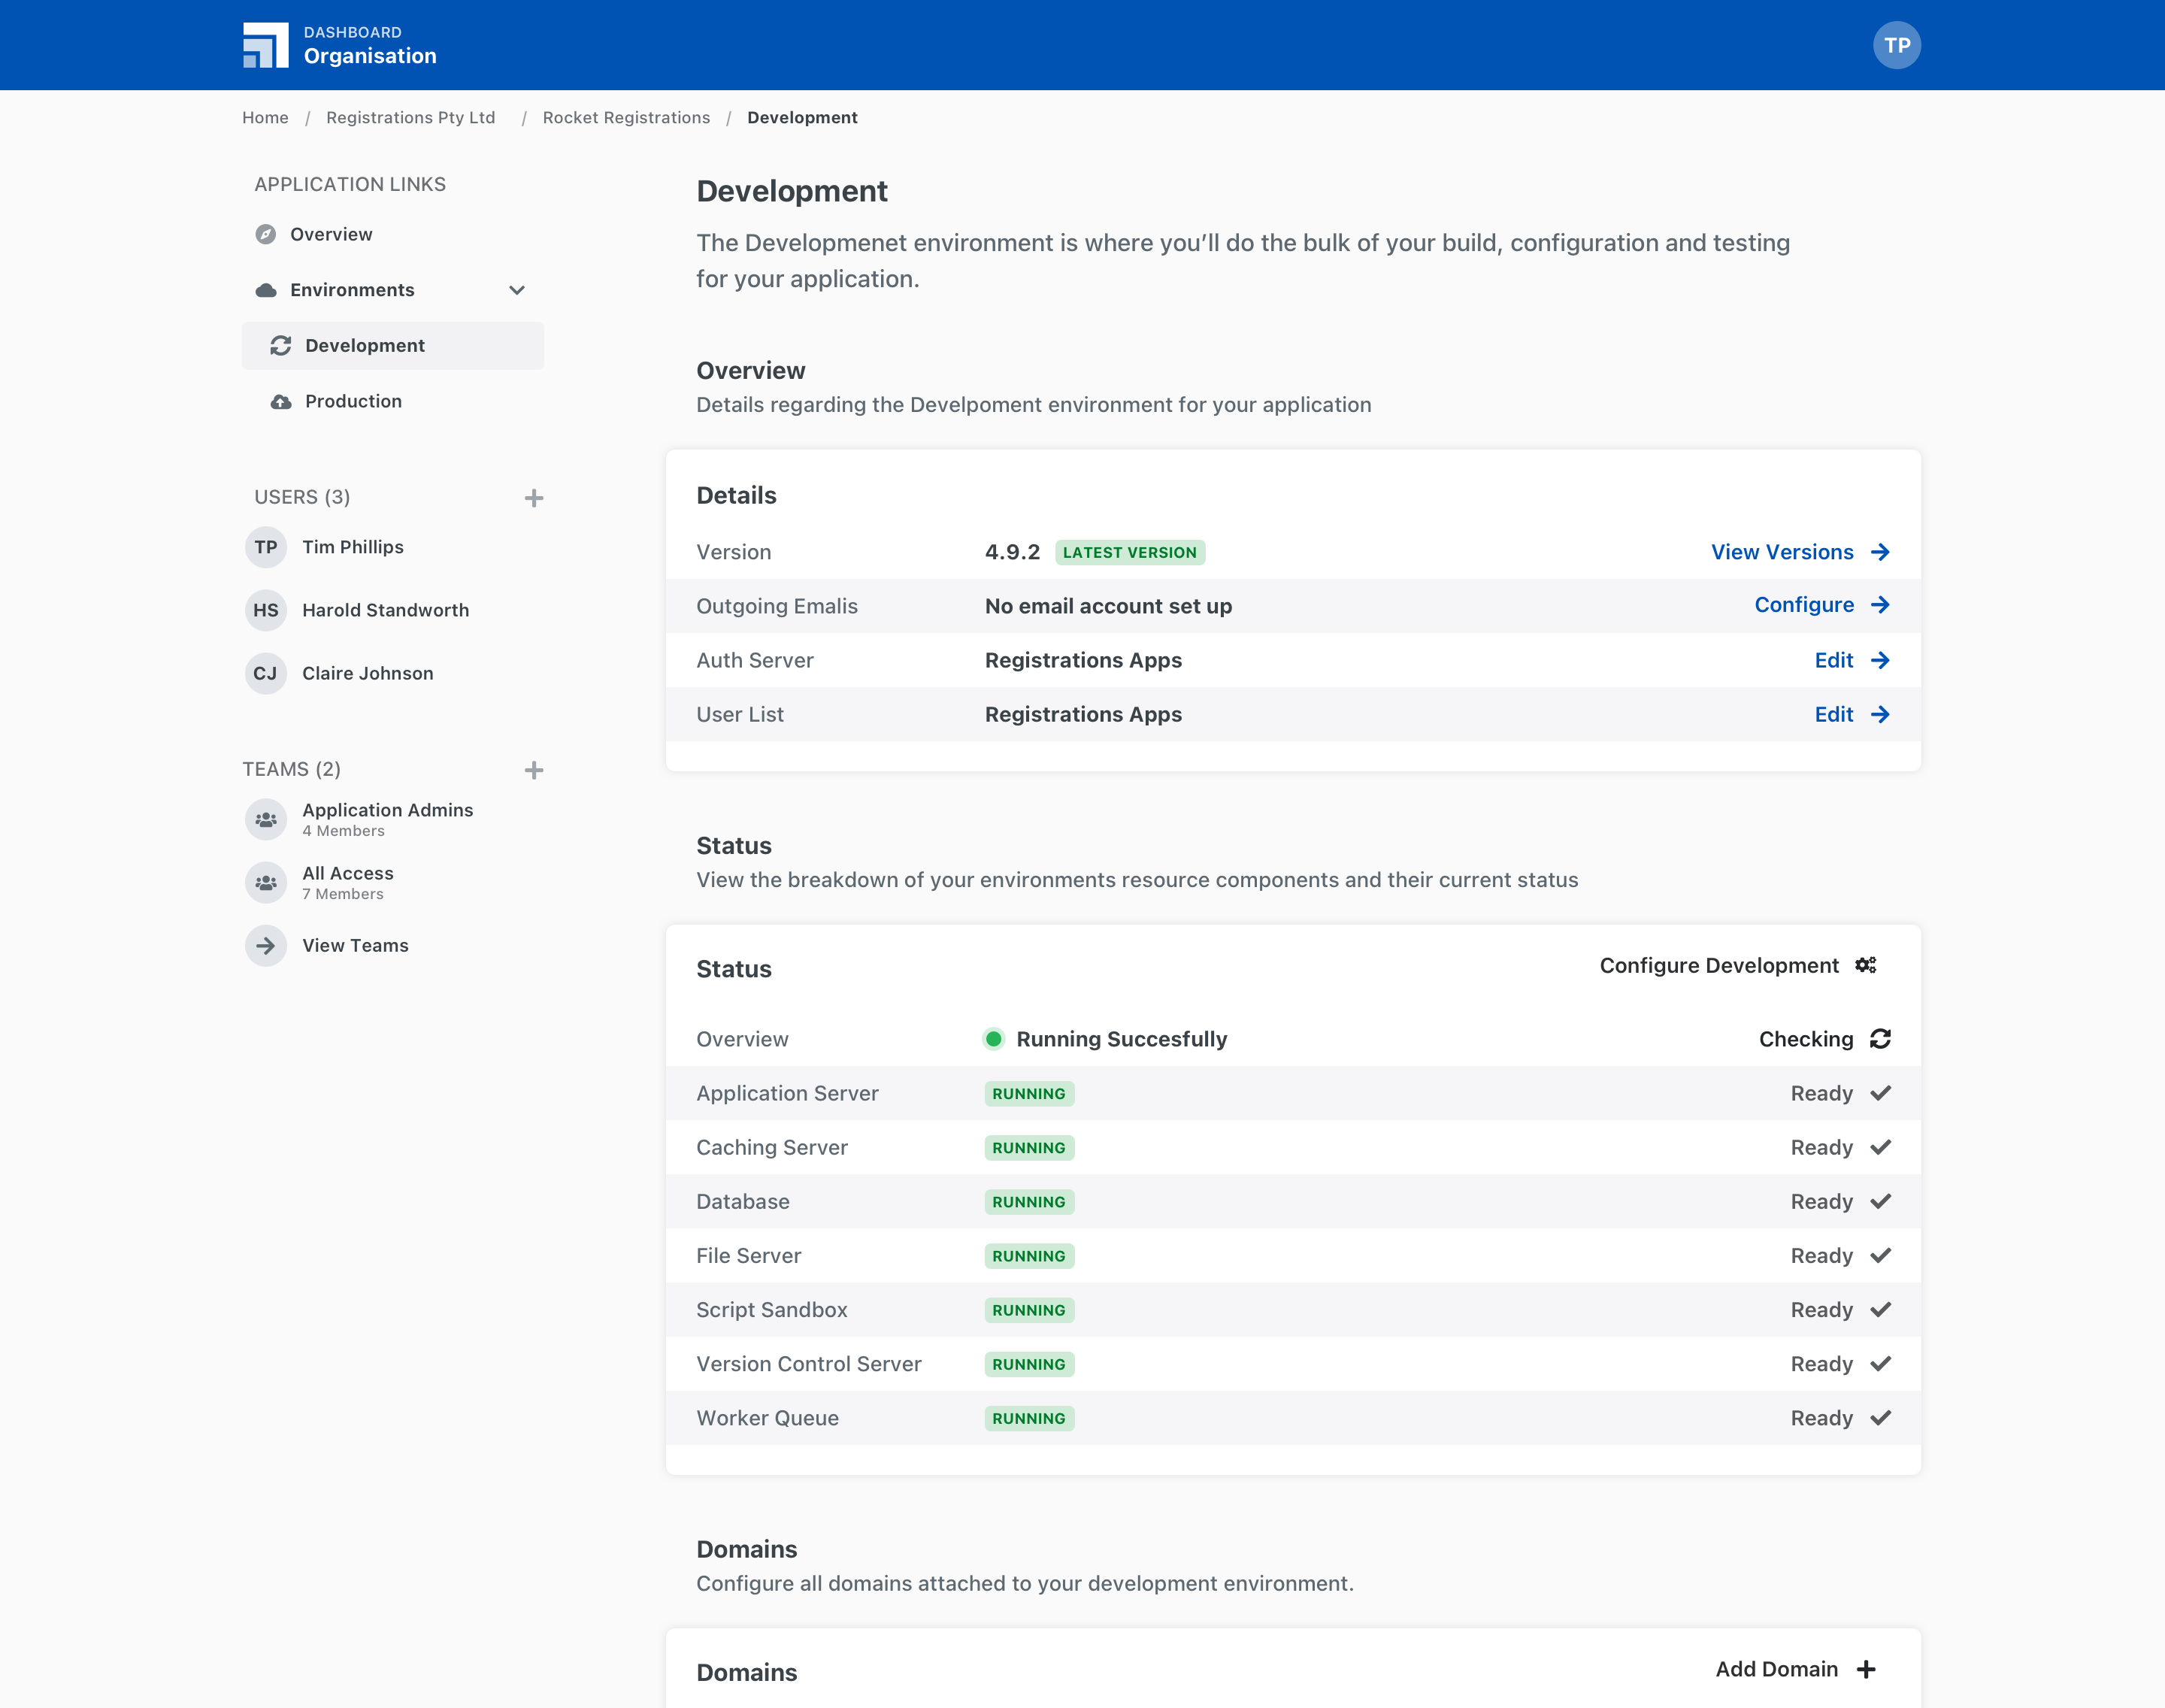 DASHBOARD
Organisation
TP
Home / Registrations Pty Ltd / Rocket Registrations / Development
APPLICATION LINKS
Overview
Environments
Development
Production
USERS (3)
TP Tim Phillips
HS Harold Standworth
CJ Claire Johnson
TEAMS (2)
Application Admins
4 Members
All Access
7 Members
View Teams
Development
The Developmenet environment is where you’ll do the bulk of your build, configuration and testing
for your application.
Overview
Details regarding the Develpoment environment for your application
Details
Version 4.9.2 LATEST VERSION View Versions
Outgoing Emalis No email account set up Configure
Auth Server Registrations Apps Edit
User List Registrations Apps Edit
Status
View the breakdown of your environments resource components and their current status
Status Configure Development
Overview Running Succesfully Checking
Application Server RUNNING Ready
Caching Server RUNNING Ready
Database RUNNING Ready
File Server RUNNING Ready
Script Sandbox RUNNING Ready
Version Control Server RUNNING Ready
Worker Queue RUNNING Ready
Domains
Configure all domains attached to your development environment.
Domains Add Domain